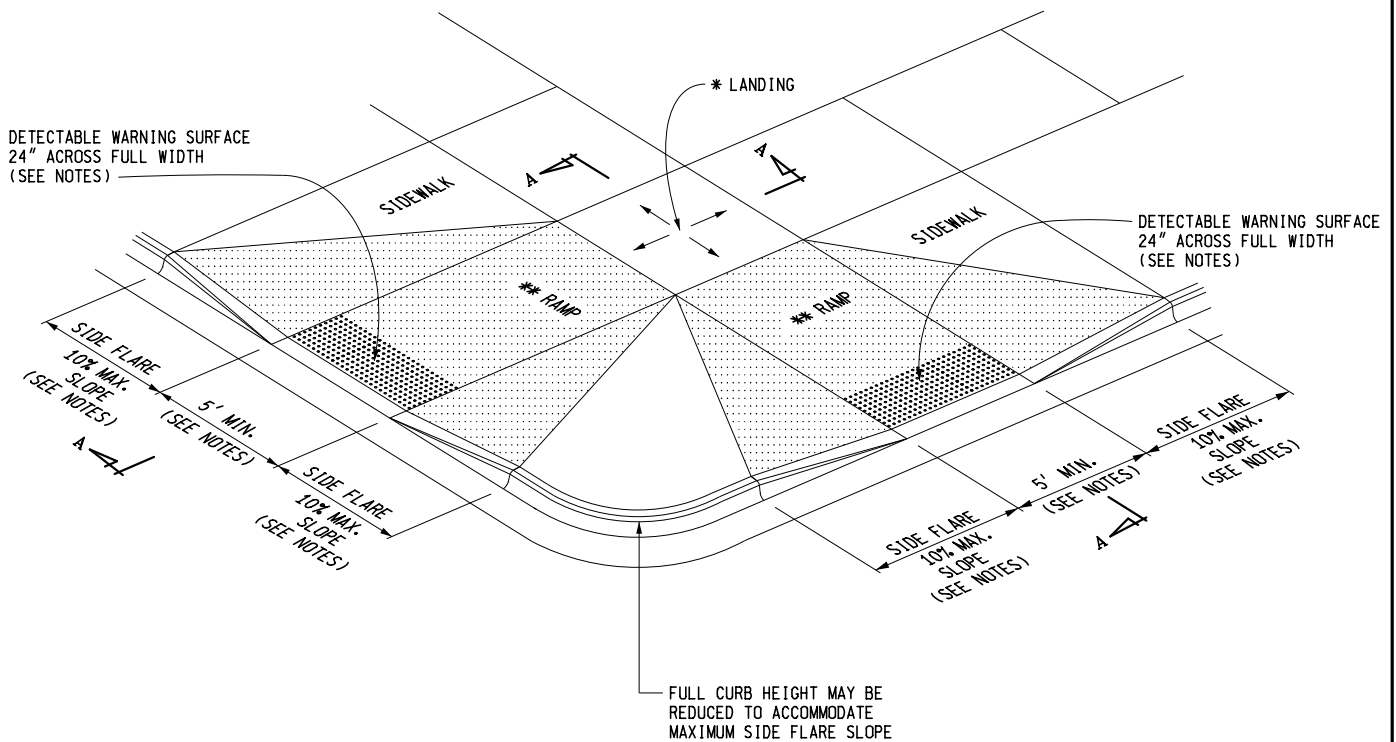 * LANDING
DETECTABLE WARNING SURFACE
24" ACROSS FULL WIDTH
(SEE NOTES)
A
A
SIDEWALK
SIDEWALK
DETECTABLE WARNING SURFACE
24" ACROSS FULL WIDTH
(SEE NOTES)
** RAMP
** RAMP
SIDE FLARE
10% MAX.
SLOPE
(SEE NOTES)
5' MIN.
(SEE NOTES)
A
SIDE FLARE
10% MAX.
SLOPE
(SEE NOTES)
SIDE FLARE
10% MAX.
SLOPE
(SEE NOTES)
5' MIN.
(SEE NOTES)
A
SIDE FLARE
10% MAX.
SLOPE
(SEE NOTES)
FULL CURB HEIGHT MAY BE
REDUCED TO ACCOMMODATE
MAXIMUM SIDE FLARE SLOPE